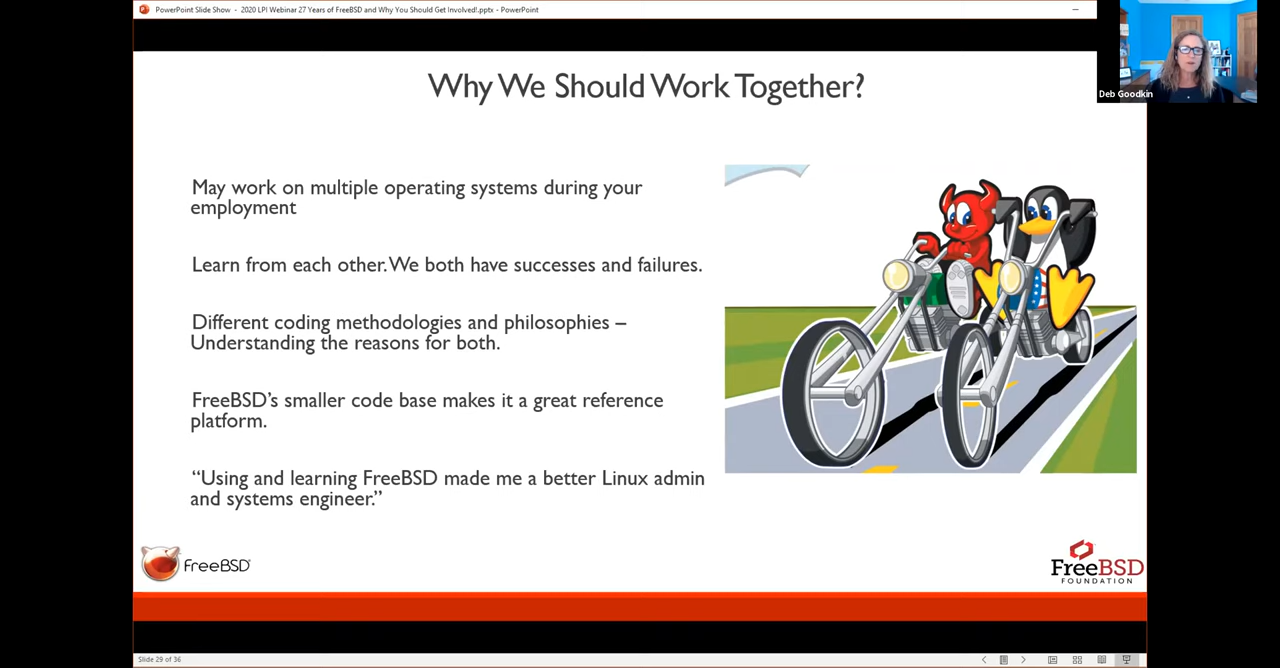 PowerPoint Slide Show - 2020 LPI Webinar 27 Years of FreeBSD and Why You Should Get Involved!.pptx - PowerPoint
Deb Goodkin
Why We Should Work Together?
May work on multiple operating systems during your
employment
Learn from each other. We both have successes and failures.
Different coding methodologies and philosophies –
Understanding the reasons for both.
FreeBSD’s smaller code base makes it a great reference
platform.
“Using and learning FreeBSD made me a better Linux admin
and systems engineer.”
FreeBSD
FreeBSD
FOUNDATION
Slide 29 of 36